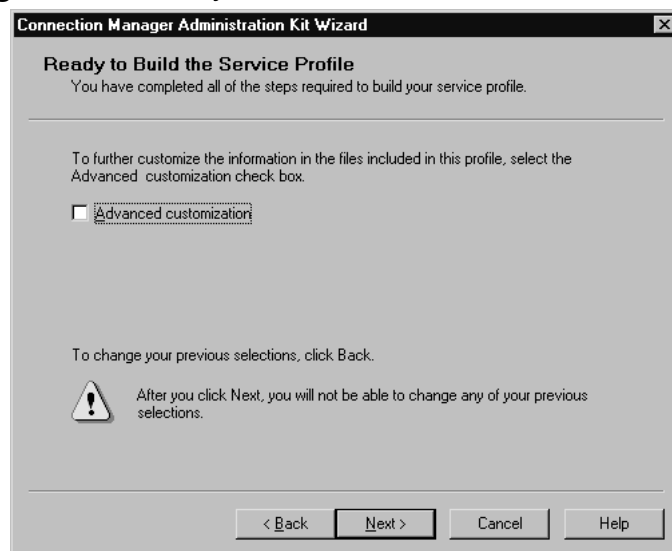 Connection Manager Administration Kit Wizard
Ready to Build the Service Profile
You have completed all of the steps required to build your service profile.
To further customize the information in the files included in this profile, select the
Advanced customization check box.
Advanced customization
To change your previous selections, click Back.
After you click Next, you will not be able to change any of your previous
selections.
< Back Next > Cancel Help